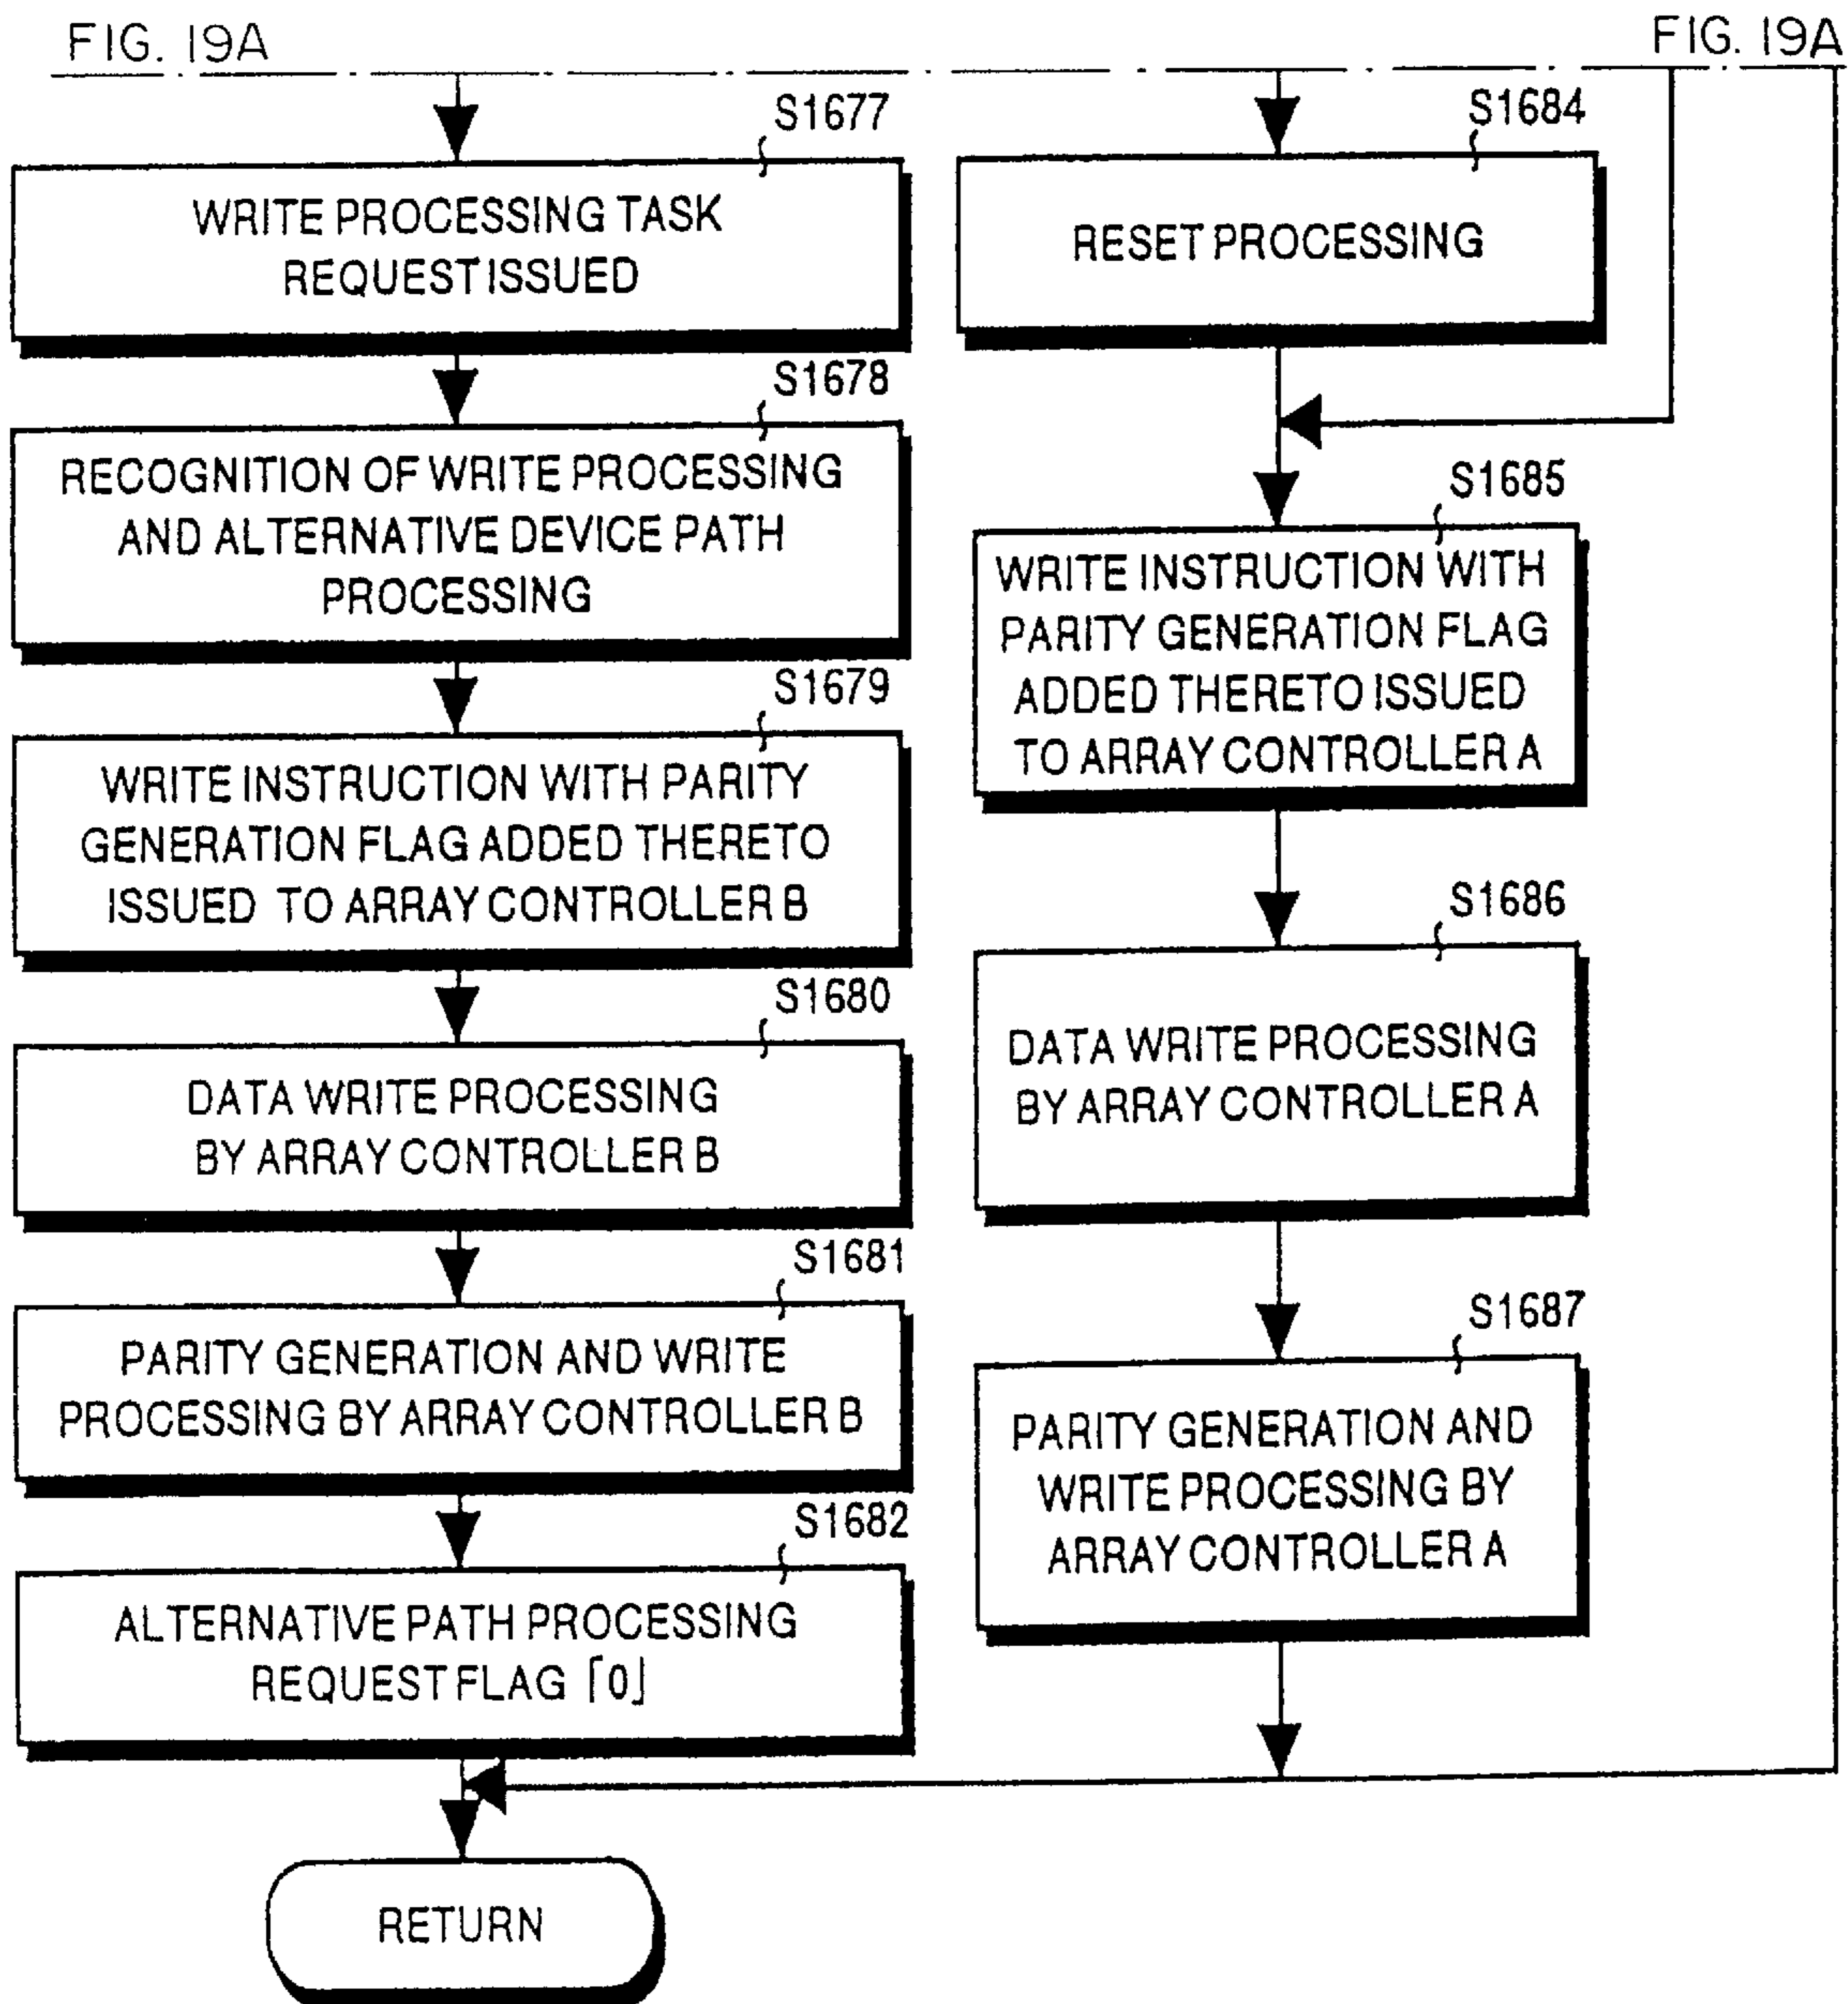 FIG. 19A
FIG. 19A
S1677
WRITE PROCESSING TASK
REQUEST ISSUED
S1678
RECOGNITION OF WRITE PROCESSING
AND ALTERNATIVE DEVICE PATH
PROCESSING
S1679
WRITE INSTRUCTION WITH PARITY
GENERATION FLAG ADDED THERETO
ISSUED TO ARRAY CONTROLLER B
S1680
DATA WRITE PROCESSING
BY ARRAY CONTROLLER B
S1681
PARITY GENERATION AND WRITE
PROCESSING BY ARRAY CONTROLLER B
S1682
ALTERNATIVE PATH PROCESSING
REQUEST FLAG 「0」
RETURN
S1684
RESET PROCESSING
S1685
WRITE INSTRUCTION WITH
PARITY GENERATION FLAG
ADDED THERETO ISSUED
TO ARRAY CONTROLLER A
S1686
DATA WRITE PROCESSING
BY ARRAY CONTROLLER A
S1687
PARITY GENERATION AND
WRITE PROCESSING BY
ARRAY CONTROLLER A